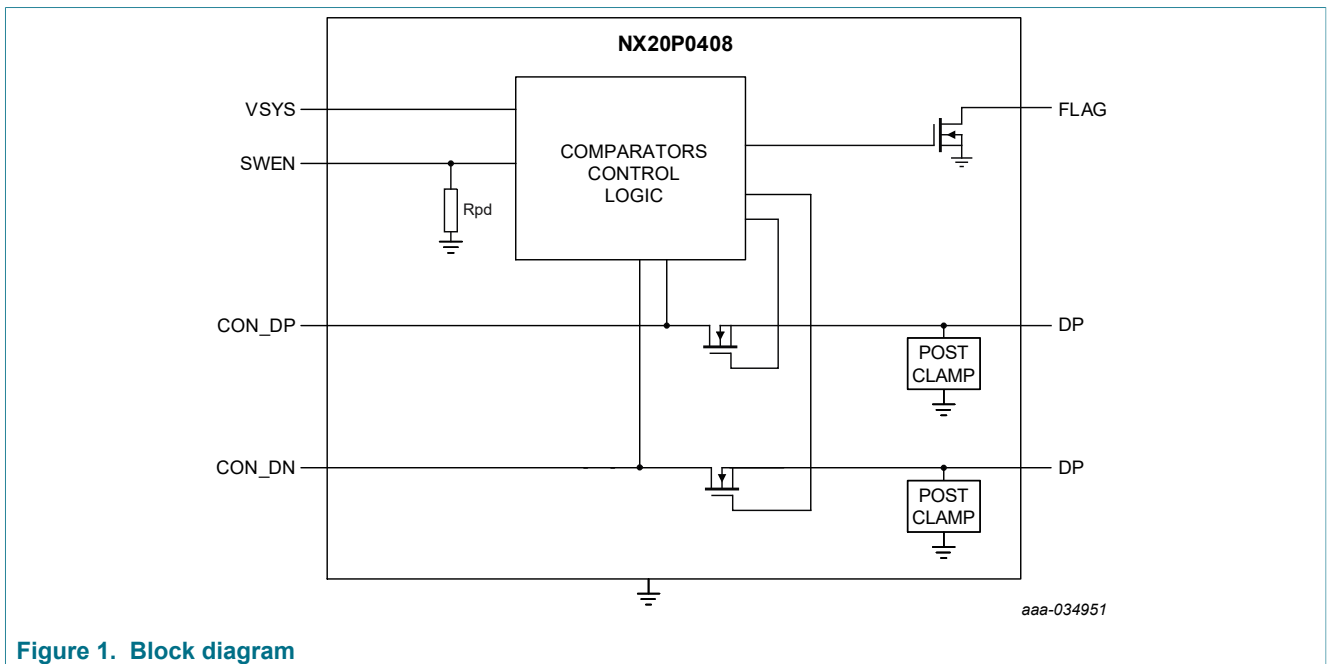 NX20P0408
VSYS
FLAG
SWEN
COMPARATORS
CONTROL
LOGIC
Rpd
CON_DP
DP
POST
CLAMP
CON_DN
DP
POST
CLAMP
aaa-034951
Figure 1. Block diagram